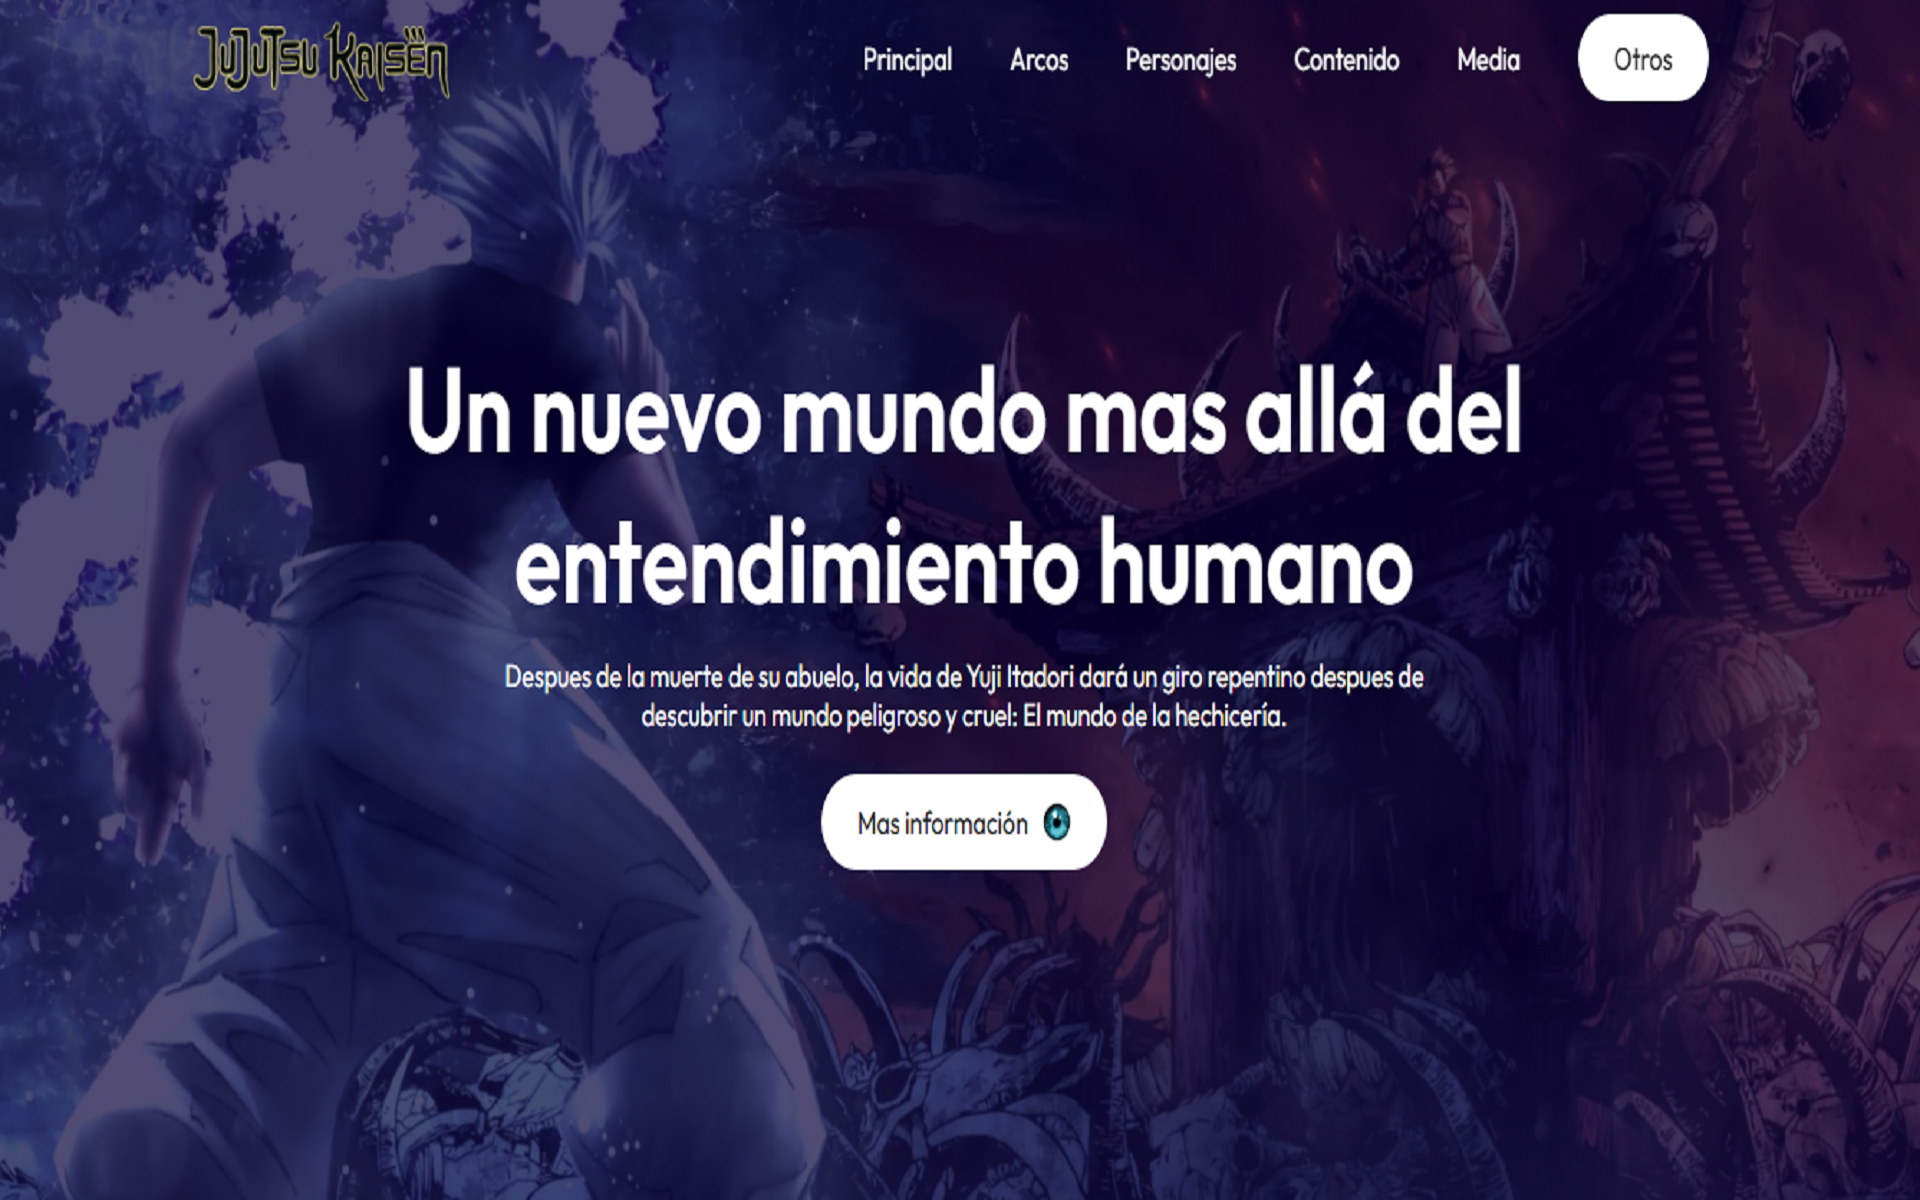 JUJUTSU KAISEN
Principal
Arcos
Personajes
Contenido
Media
Otros
Un nuevo mundo mas allá del
entendimiento humano
Despues de la muerte de su abuelo, la vida de Yuji Itadori dará un giro repentino despues de
descubrir un mundo peligroso y cruel: El mundo de la hechicería.
Mas información